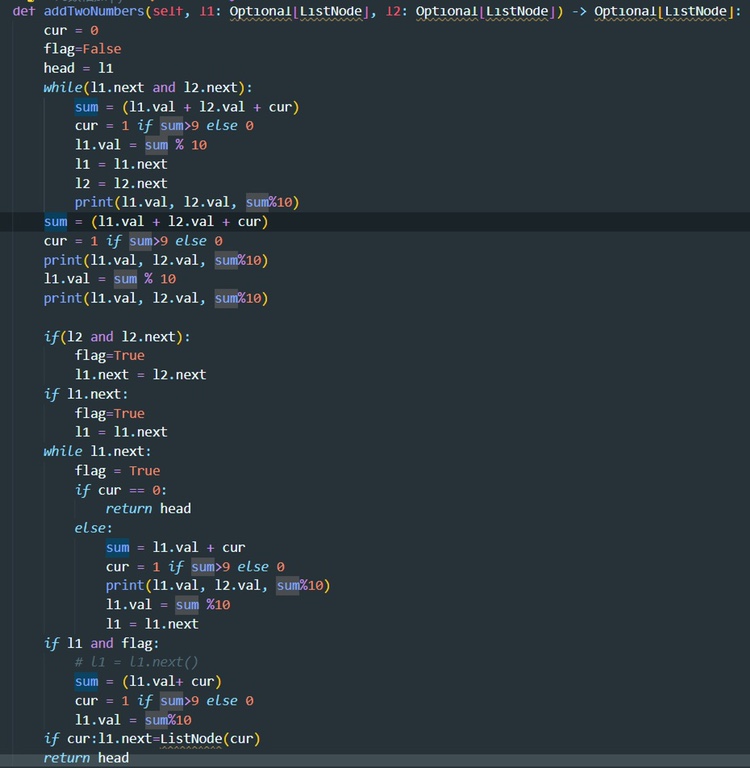 def addTwoNumbers(self, l1: Optional[ListNode], l2: Optional[ListNode]) -> Optional[ListNode]:
    cur = 0
    flag=False
    head = l1
    while(l1.next and l2.next):
        sum = (l1.val + l2.val + cur)
        cur = 1 if sum>9 else 0
        l1.val = sum % 10
        l1 = l1.next
        l2 = l2.next
        print(l1.val, l2.val, sum%10)
    sum = (l1.val + l2.val + cur)
    cur = 1 if sum>9 else 0
    print(l1.val, l2.val, sum%10)
    l1.val = sum % 10
    print(l1.val, l2.val, sum%10)

    if(l2 and l2.next):
        flag=True
        l1.next = l2.next
    if l1.next:
        flag=True
        l1 = l1.next
    while l1.next:
        flag = True
        if cur == 0:
            return head
        else:
            sum = l1.val + cur
            cur = 1 if sum>9 else 0
            print(l1.val, l2.val, sum%10)
            l1.val = sum %10
            l1 = l1.next
    if l1 and flag:
        # l1 = l1.next()
        sum = (l1.val+ cur)
        cur = 1 if sum>9 else 0
        l1.val = sum%10
    if cur:l1.next=ListNode(cur)
    return head